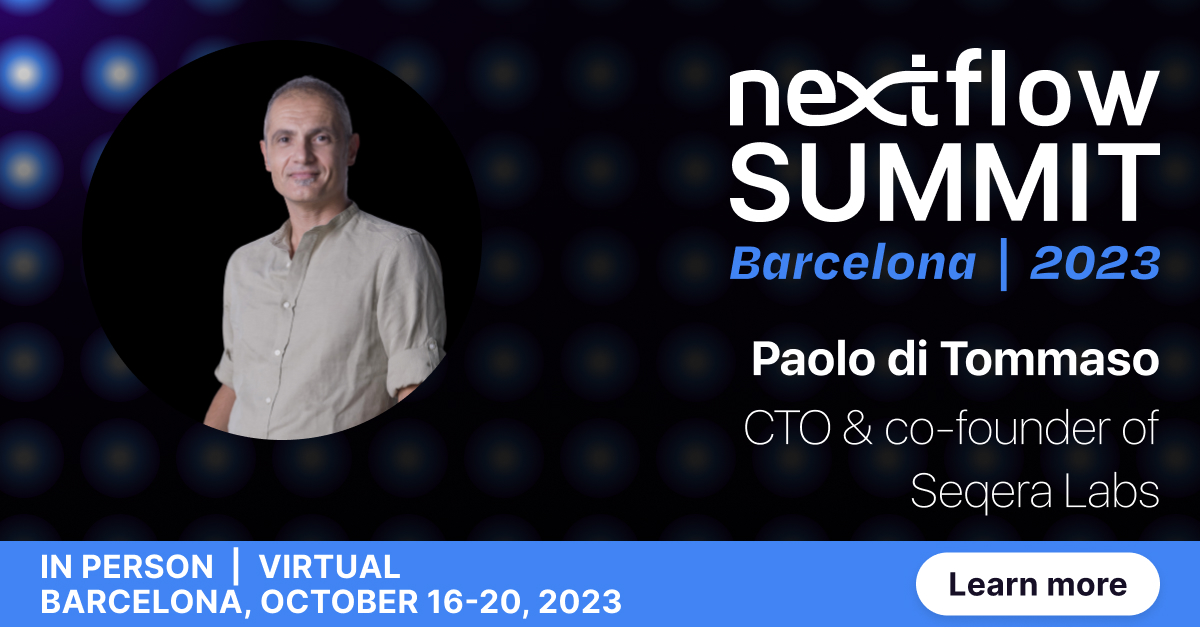 nextflow
SUMMIT
Barcelona | 2023
Paolo di Tommaso
CTO & co-founder of
Seqera Labs
IN PERSON | VIRTUAL
BARCELONA, OCTOBER 16-20, 2023
Learn more